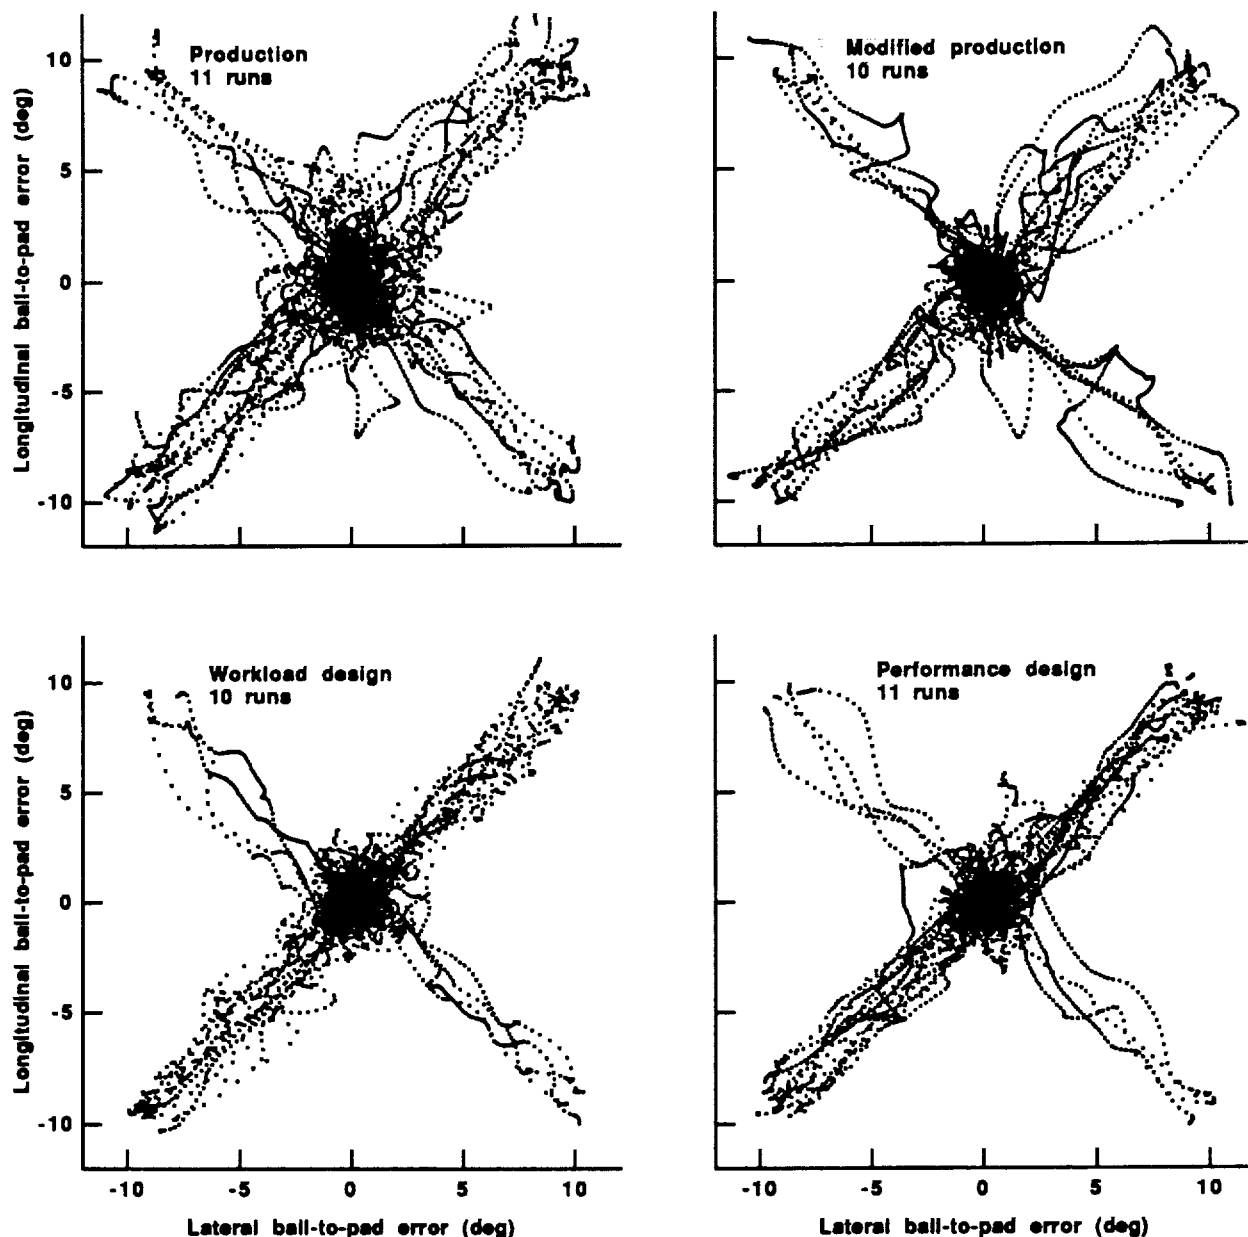 Production
11 runs
Modified production
10 runs
Longitudinal ball-to-pad error (deg)
10
5
0
-5
-10
Workload design
10 runs
Performance design
11 runs
Longitudinal ball-to-pad error (deg)
10
5
0
-5
-10
-10 -5 0 5 10
-10 -5 0 5 10
Lateral ball-to-pad error (deg)
Lateral ball-to-pad error (deg)